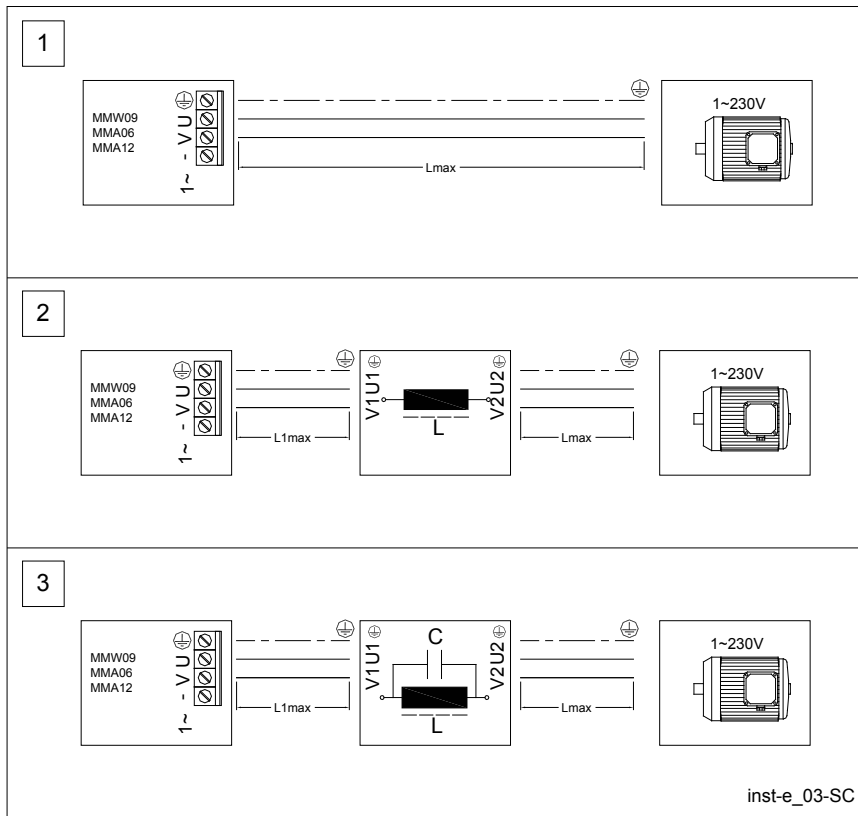 1
MMW09
MMA06
MMA12
1~ - V U
Lmax
1~230V
2
MMW09
MMA06
MMA12
1~ - V U
L1max
V1U1
L
V2U2
Lmax
1~230V
3
MMW09
MMA06
MMA12
1~ - V U
L1max
V1U1
C
L
V2U2
Lmax
1~230V
inst-e_03-SC